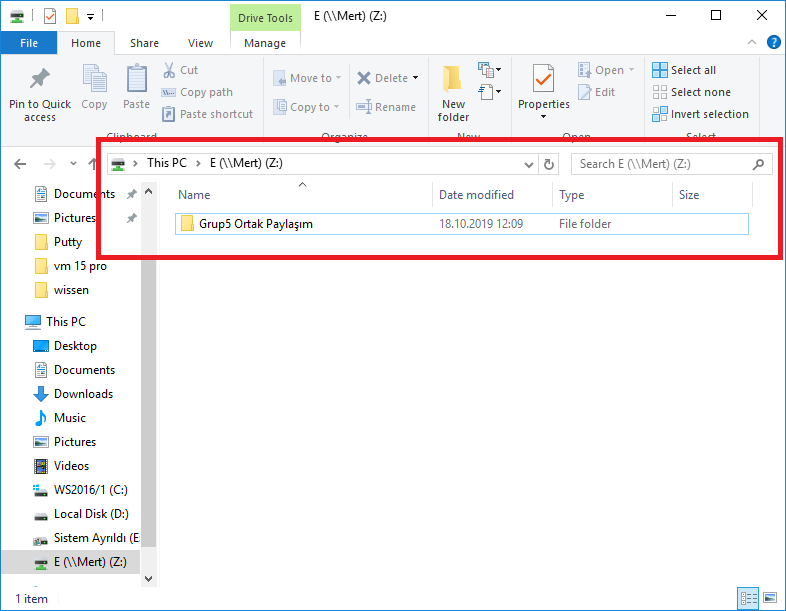 Drive Tools E (\\Mert) (Z:)
File Home Share View Manage
Pin to Quick access
Copy
Paste
Cut
Copy path
Paste shortcut
Clipboard
Move to
Copy to
Delete
Rename
Organize
New folder
New
Properties
Open
Edit
Open
Select all
Select none
Invert selection
Select
This PC > E (\\Mert) (Z:)
Search E (\\Mert) (Z:)
Name Date modified Type Size
Grup5 Ortak Paylaşım 18.10.2019 12:09 File folder
Documents
Pictures
Putty
vm 15 pro
wissen
This PC
Desktop
Documents
Downloads
Music
Pictures
Videos
WS2016/1 (C:)
Local Disk (D:)
Sistem Ayrıldı (E
E (\\Mert) (Z:)
1 item